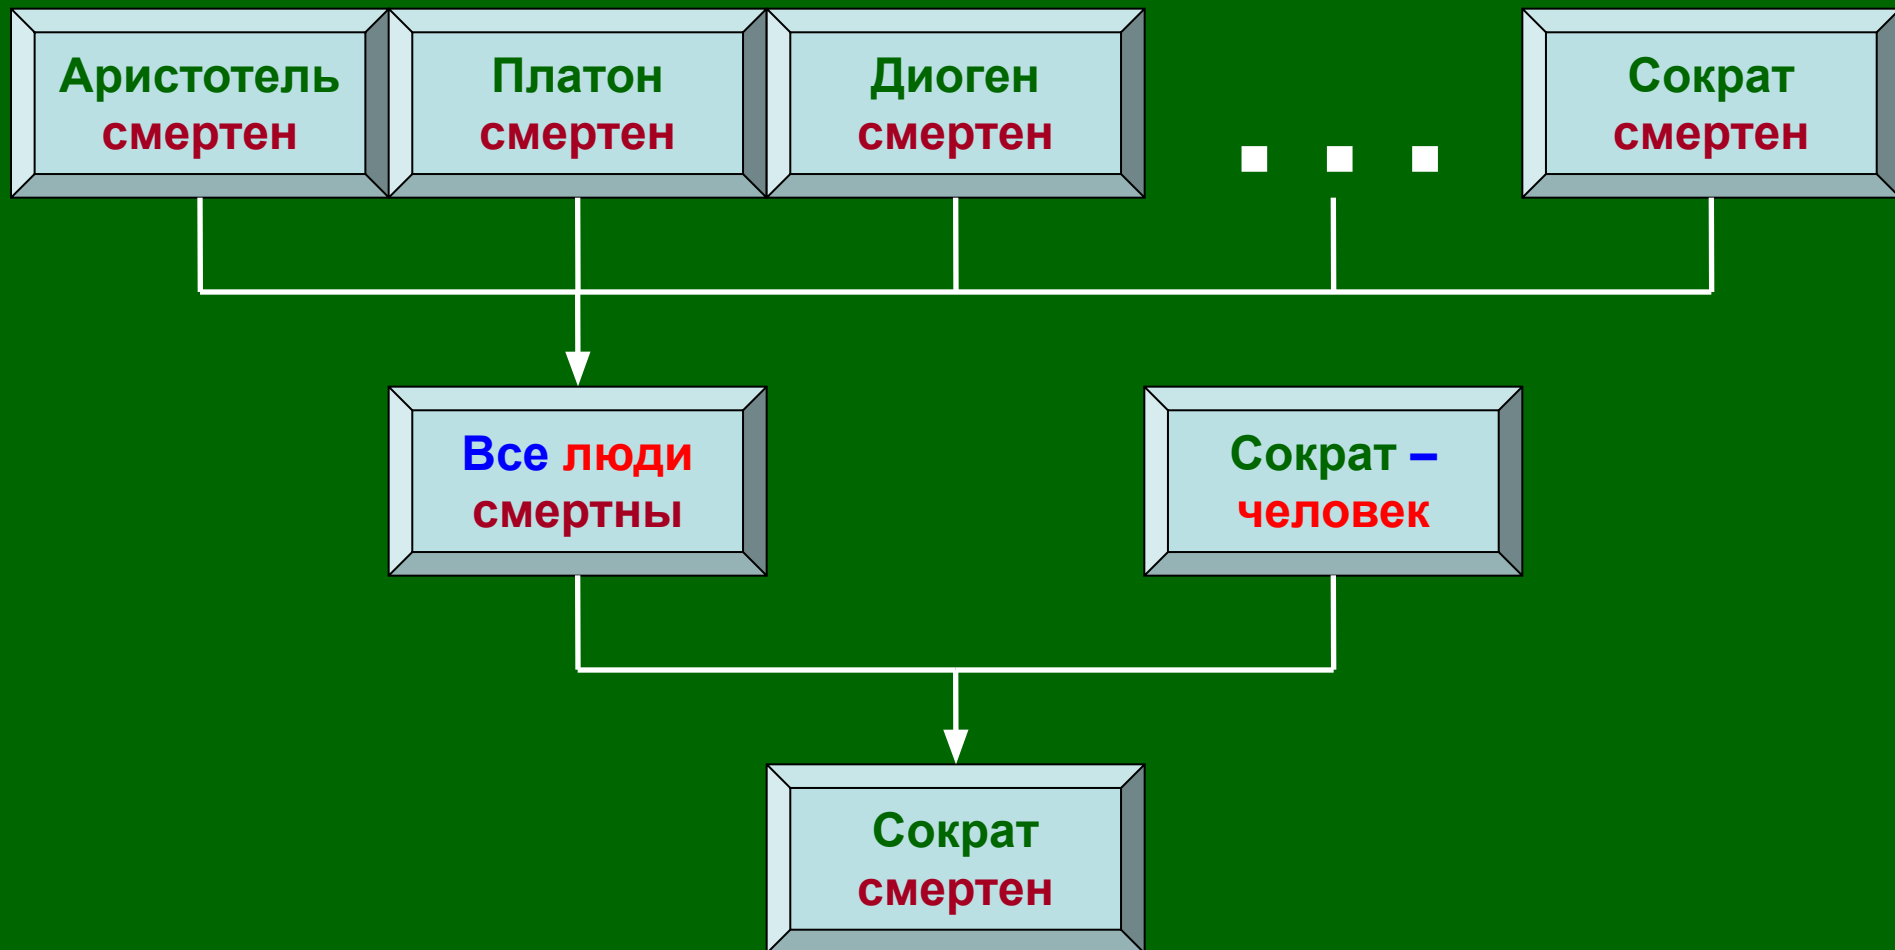 Аристотель
смертен
Платон
смертен
Диоген
смертен
...
Сократ
смертен
Все люди
смертны
Сократ –
человек
Сократ
смертен